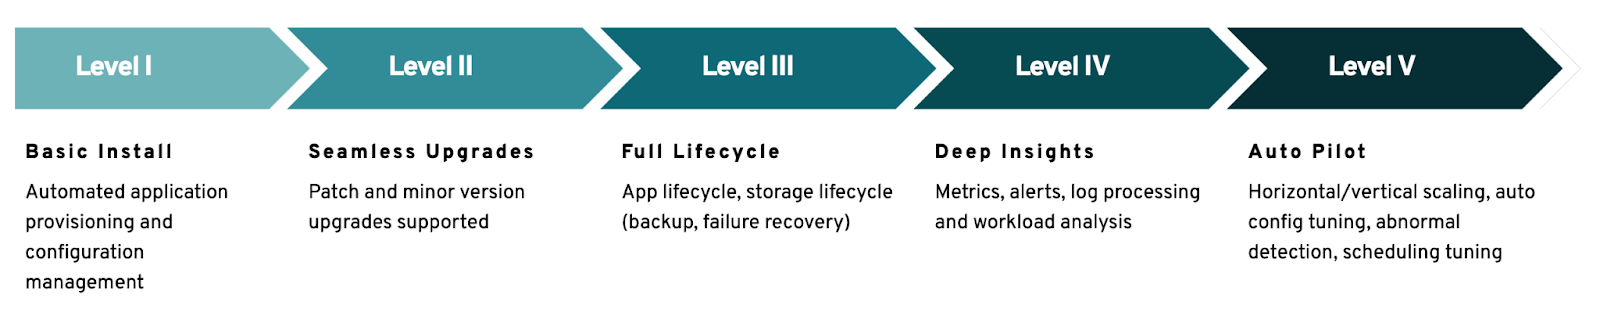 Level I
Level II
Level III
Level IV
Level V
Basic Install
Automated application
provisioning and
configuration
management
Seamless Upgrades
Patch and minor version
upgrades supported
Full Lifecycle
App lifecycle, storage lifecycle
(backup, failure recovery)
Deep Insights
Metrics, alerts, log processing
and workload analysis
Auto Pilot
Horizontal/vertical scaling, auto
config tuning, abnormal
detection, scheduling tuning